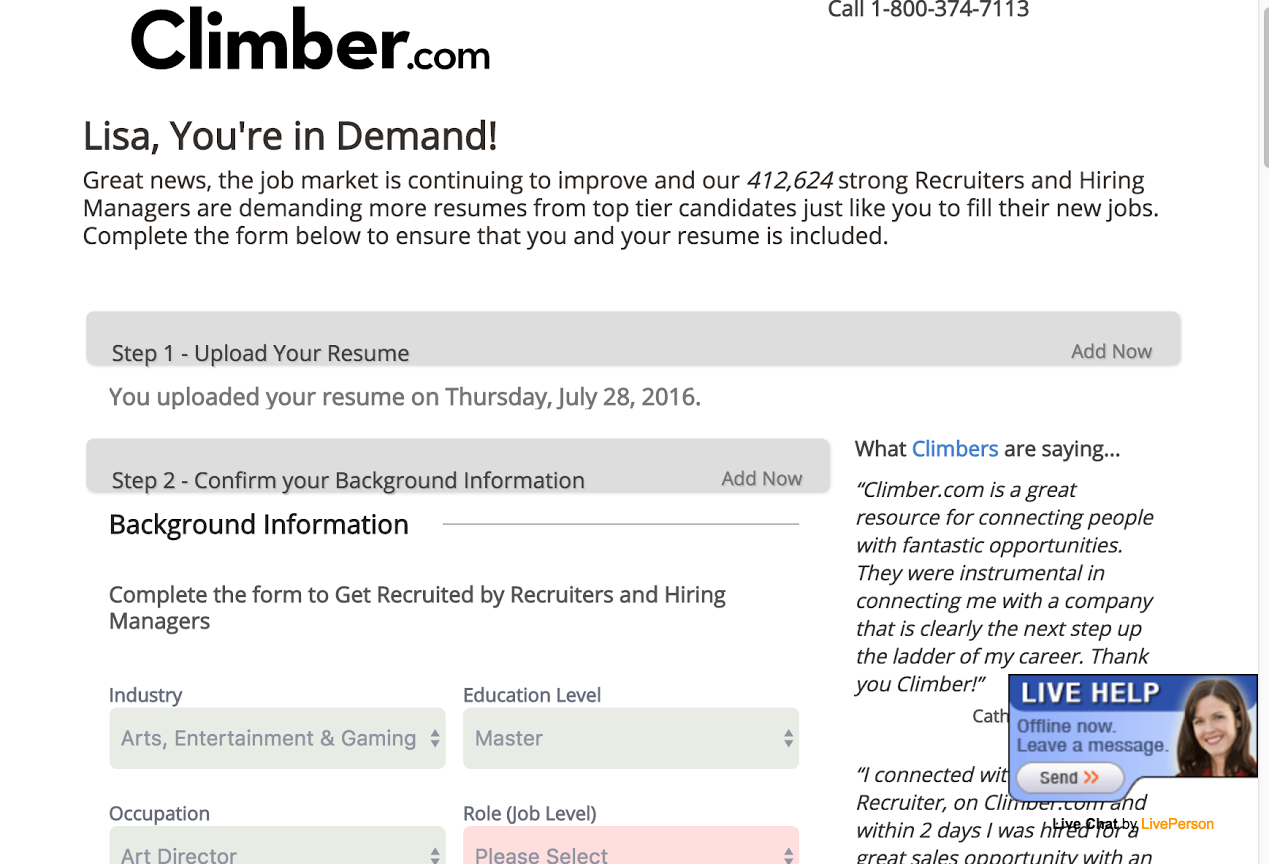 Call 1-800-374-7113
Climber.com
Lisa, You're in Demand!
Great news, the job market is continuing to improve and our 412,624 strong Recruiters and Hiring
Managers are demanding more resumes from top tier candidates just like you to fill their new jobs.
Complete the form below to ensure that you and your resume is included.
Step 1 - Upload Your Resume
Add Now
You uploaded your resume on Thursday, July 28, 2016.
Step 2 - Confirm your Background Information
Add Now
Background Information
Complete the form to Get Recruited by Recruiters and Hiring
Managers
Industry
Education Level
Arts, Entertainment & Gaming
Master
Occupation
Role (Job Level)
Art Director
Please Select
What Climbers are saying...
“Climber.com is a great
resource for connecting people
with fantastic opportunities.
They were instrumental in
connecting me with a company
that is clearly the next step up
the ladder of my career. Thank
you Climber!”
Cath
“I connected wit
Recruiter, on Climber.com and
within 2 days I was hired for a
great sales opportunity with an
LIVE HELP
Offline now.
Leave a message.
Send >>
Live Chat by LivePerson